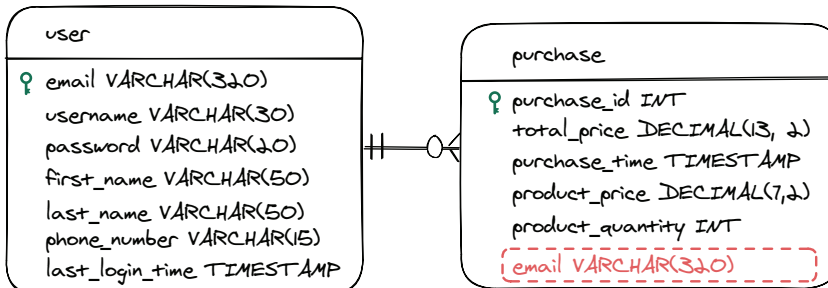 user
email VARCHAR(320)
username VARCHAR(30)
password VARCHAR(20)
first_name VARCHAR(50)
last_name VARCHAR(50)
phone_number VARCHAR(15)
last_login_time TIMESTAMP
purchase
purchase_id INT
total_price DECIMAL(13, 2)
purchase_time TIMESTAMP
product_price DECIMAL(7,2)
product_quantity INT
email VARCHAR(320)